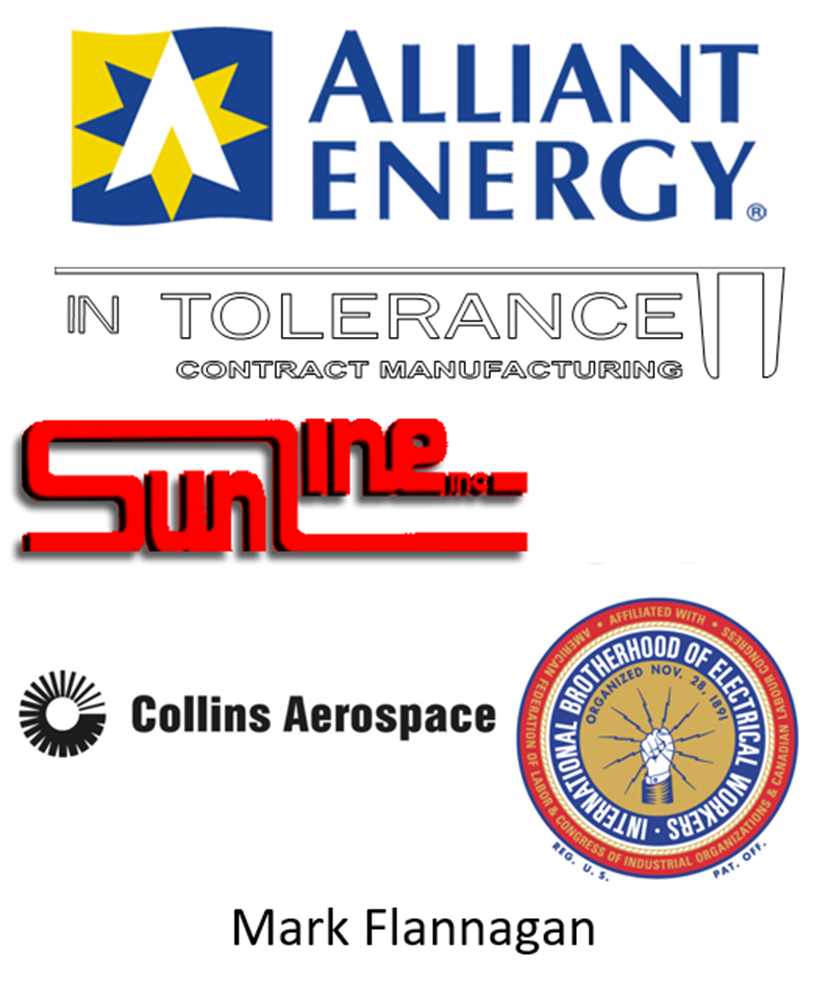 ALLIANT
ENERGY®
IN TOLERANCE
CONTRACT MANUFACTURING
SunLine inc
Collins Aerospace
AFFILIATED WITH • AMERICAN FEDERATION OF LABOR & CONGRESS OF INDUSTRIAL ORGANIZATIONS & CANADIAN LABOUR CONGRESS •
INTERNATIONAL BROTHERHOOD OF ELECTRICAL WORKERS ·
ORGANIZED NOV. 28, 1891
REG. U. S. PAT. OFF.
Mark Flannagan